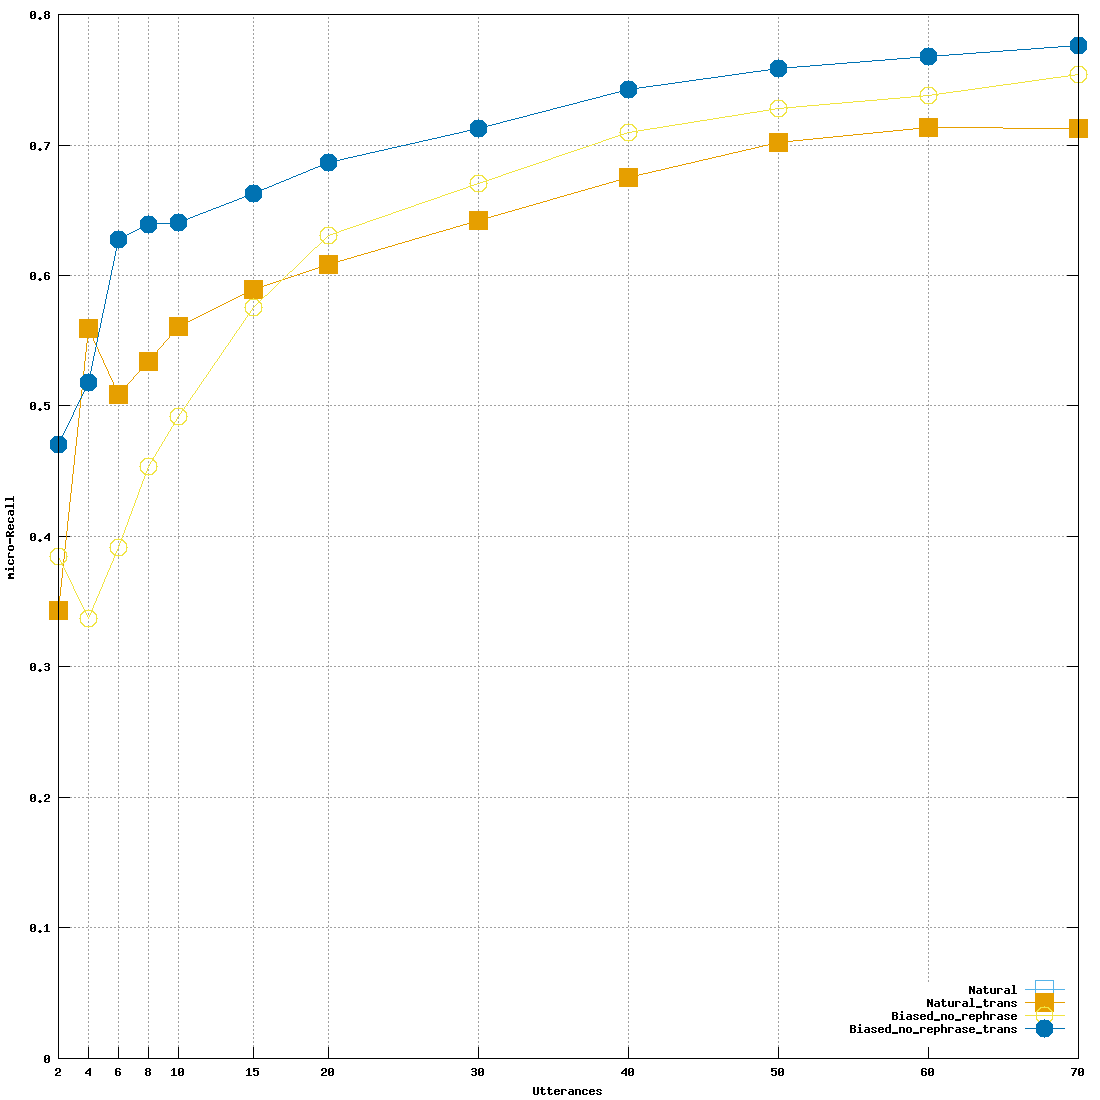 0.8
0.7
0.6
0.5
0.4
0.3
0.2
0.1
0
micro-Recall
2 4 6 8 10 15 20 30 40 50 60 70
Utterances
Natural
Natural_trans
Biased_no_rephrase
Biased_no_rephrase_trans